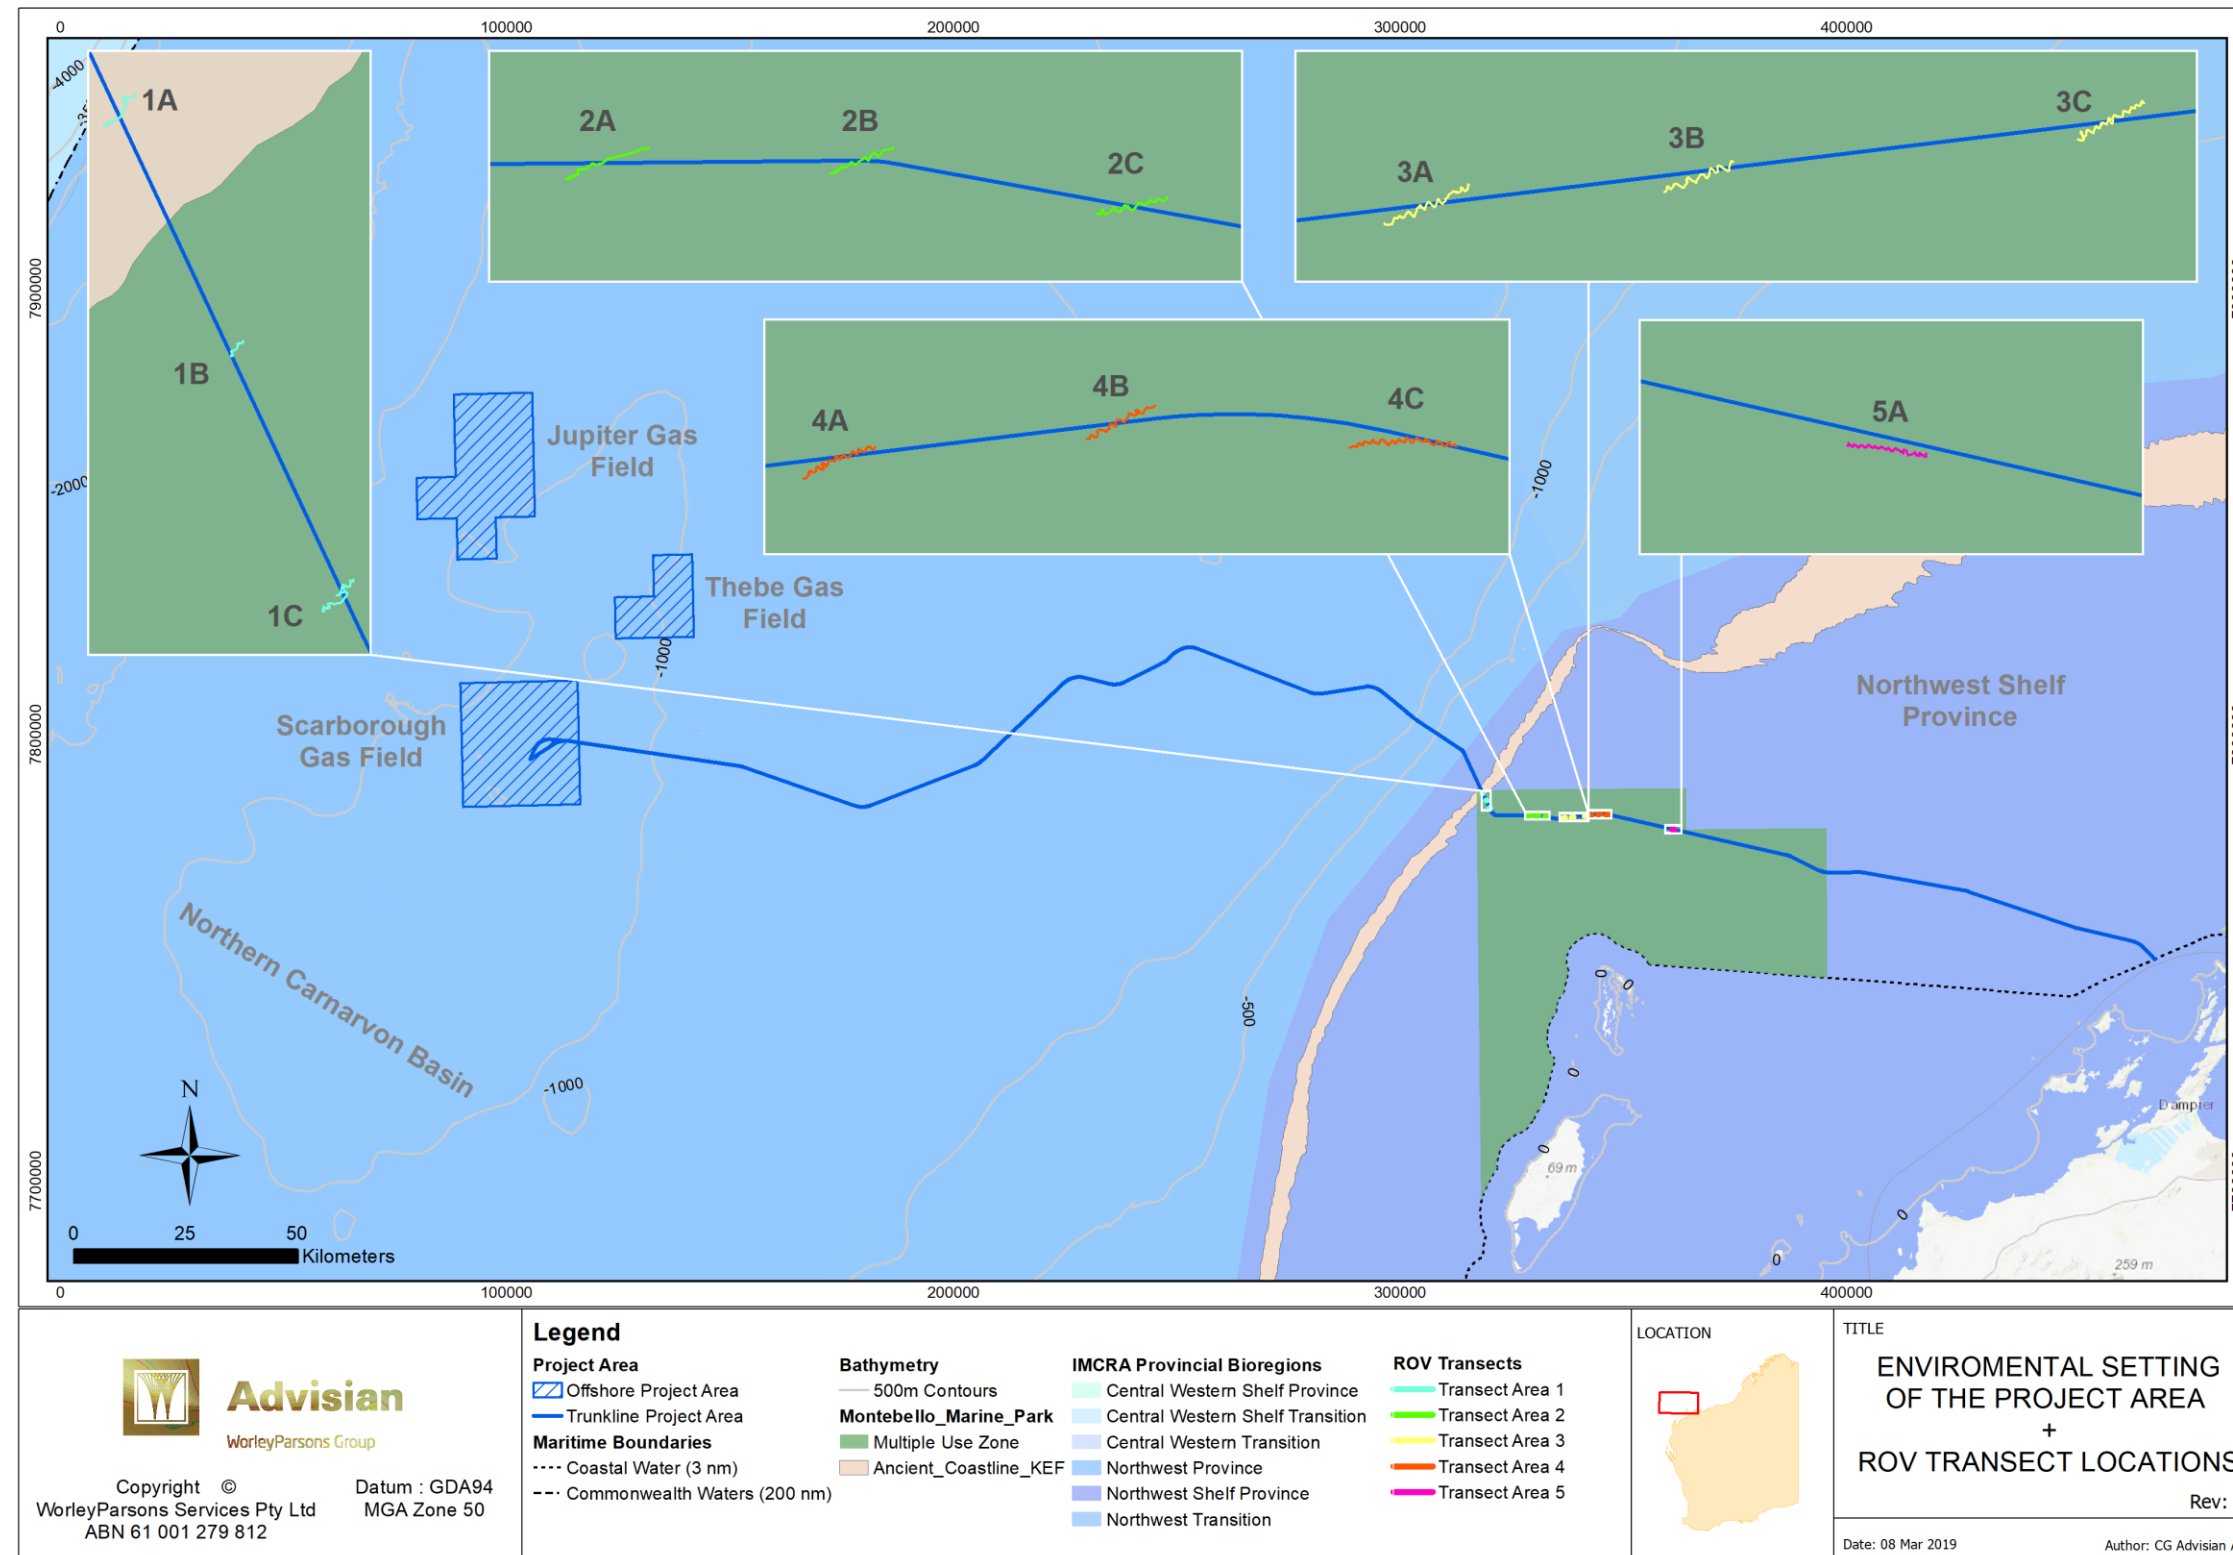 0 100000 200000 300000 400000
-4000
1A
1B
1C
2A 2B 2C
3A 3B 3C
4A 4B 4C
5A
7900000
7800000
7700000
-2000
-1000
Jupiter Gas
Field
Thebe Gas
Field
-1000
Scarborough
Gas Field
Northwest Shelf
Province
Northern Carnarvon Basin
-500
-1000
0
0
0
0
0
0
69 m
Dampier
259 m
N
0 25 50
Kilometers
0 100000 200000 300000 400000
Advisian
WorleyParsons Group
Copyright ©
WorleyParsons Services Pty Ltd
ABN 61 001 279 812
Datum : GDA94
MGA Zone 50
Legend
Project Area
Offshore Project Area
Trunkline Project Area
Maritime Boundaries
Coastal Water (3 nm)
Commonwealth Waters (200 nm)
Bathymetry
500m Contours
Montebello_Marine_Park
Multiple Use Zone
Ancient_Coastline_KEF
IMCRA Provincial Bioregions
Central Western Shelf Province
Central Western Shelf Transition
Central Western Transition
Northwest Province
Northwest Shelf Province
Northwest Transition
ROV Transects
Transect Area 1
Transect Area 2
Transect Area 3
Transect Area 4
Transect Area 5
LOCATION
TITLE
ENVIROMENTAL SETTING
OF THE PROJECT AREA
+
ROV TRANSECT LOCATIONS
Rev:
Date: 08 Mar 2019
Author: CG Advisian